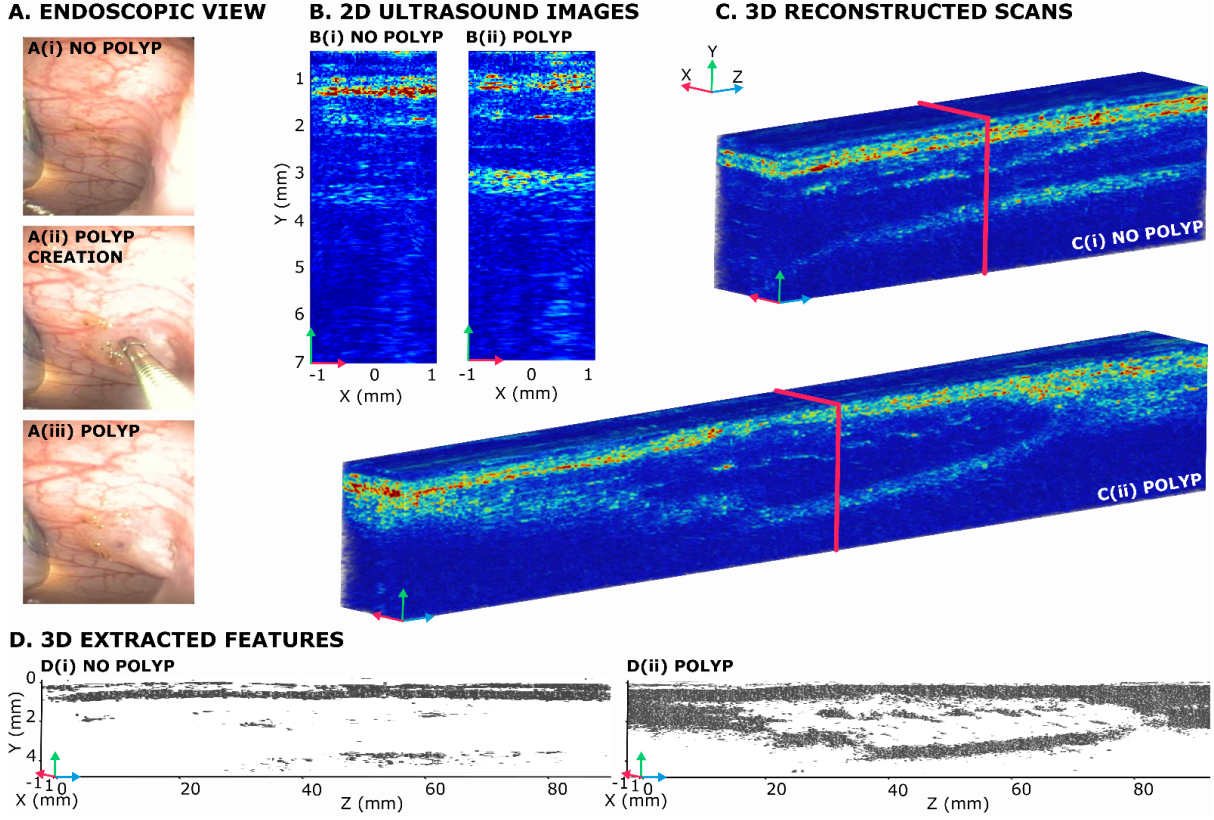 A. ENDOSCOPIC VIEW
B. 2D ULTRASOUND IMAGES
C. 3D RECONSTRUCTED SCANS
A(i) NO POLYP
B(i) NO POLYP
B(ii) POLYP
Y
X
Z
1
2
3
4
5
6
7
Y (mm)
-1
0
1
X (mm)
-1
0
1
X (mm)
A(ii) POLYP
CREATION
A(iii) POLYP
C(i) NO POLYP
C(ii) POLYP
D. 3D EXTRACTED FEATURES
D(i) NO POLYP
D(ii) POLYP
0
2
4
Y (mm)
-1 1 0
20
40
60
80
X (mm)
Z (mm)
-1 1 0
20
40
60
80
X (mm)
Z (mm)